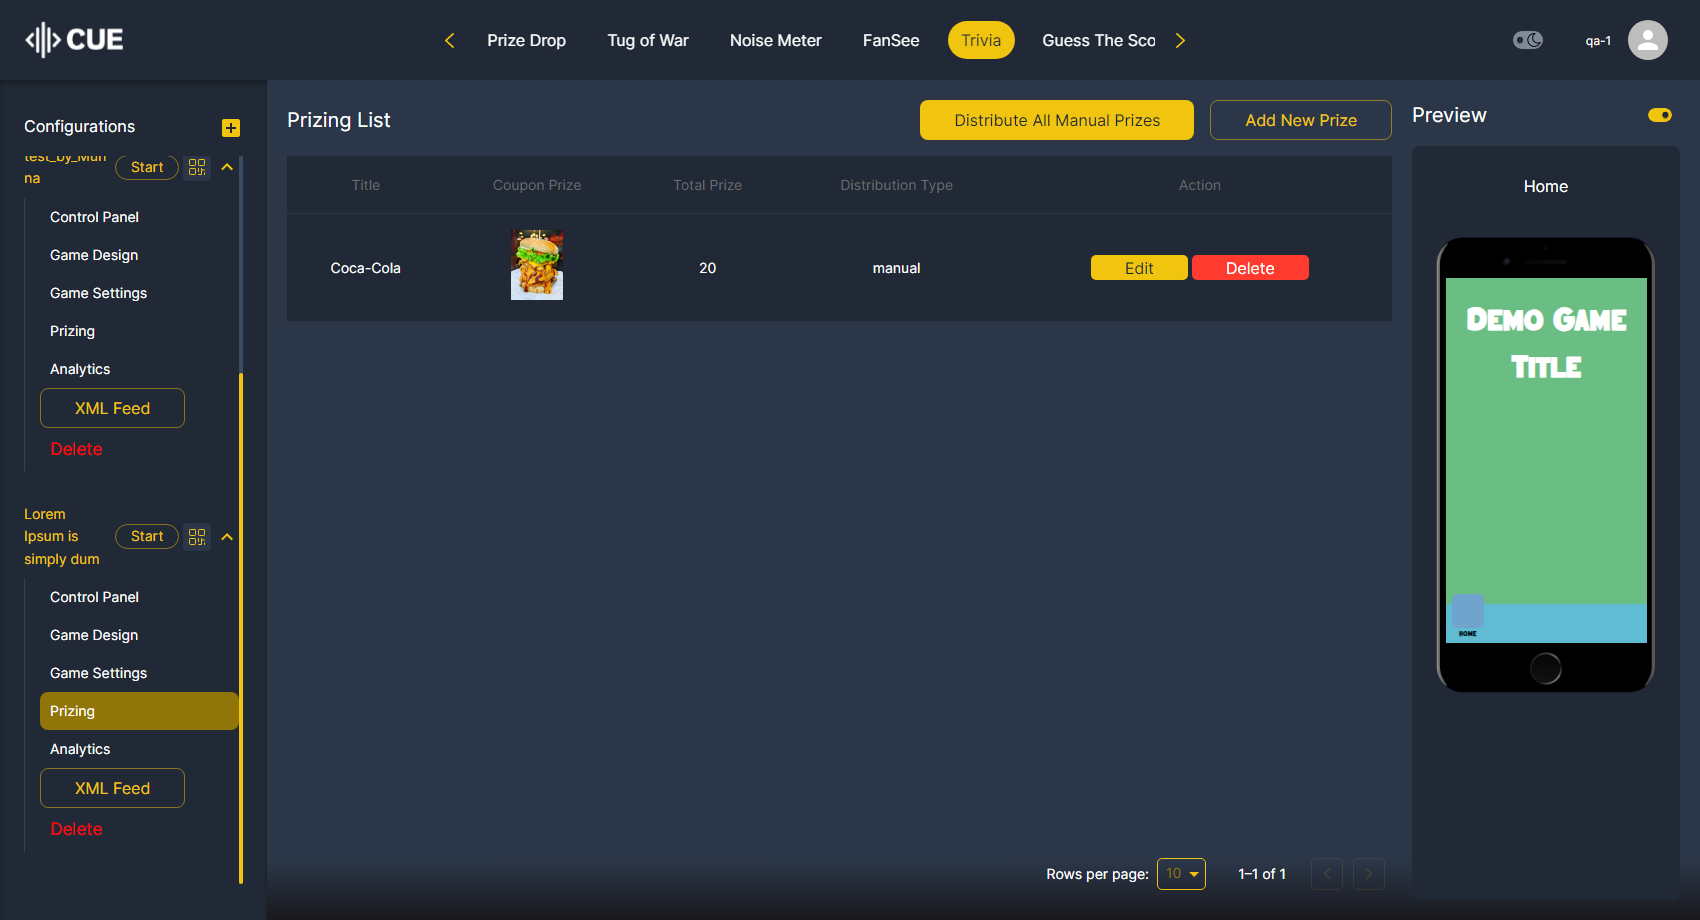 CUE
Prize Drop
Tug of War
Noise Meter
FanSee
Trivia
Guess The Sco
qa-1
Configurations
test_by_Mun
na
Start
Control Panel
Game Design
Game Settings
Prizing
Analytics
XML Feed
Delete
Lorem
Ipsum is
simply dum
Start
Control Panel
Game Design
Game Settings
Prizing
Analytics
XML Feed
Delete
Prizing List
Distribute All Manual Prizes
Add New Prize
Title Coupon Prize Total Prize Distribution Type Action
Coca-Cola 20 manual Edit Delete
Rows per page: 10 1–1 of 1
Preview
Home
Demo Game
Title
HOME